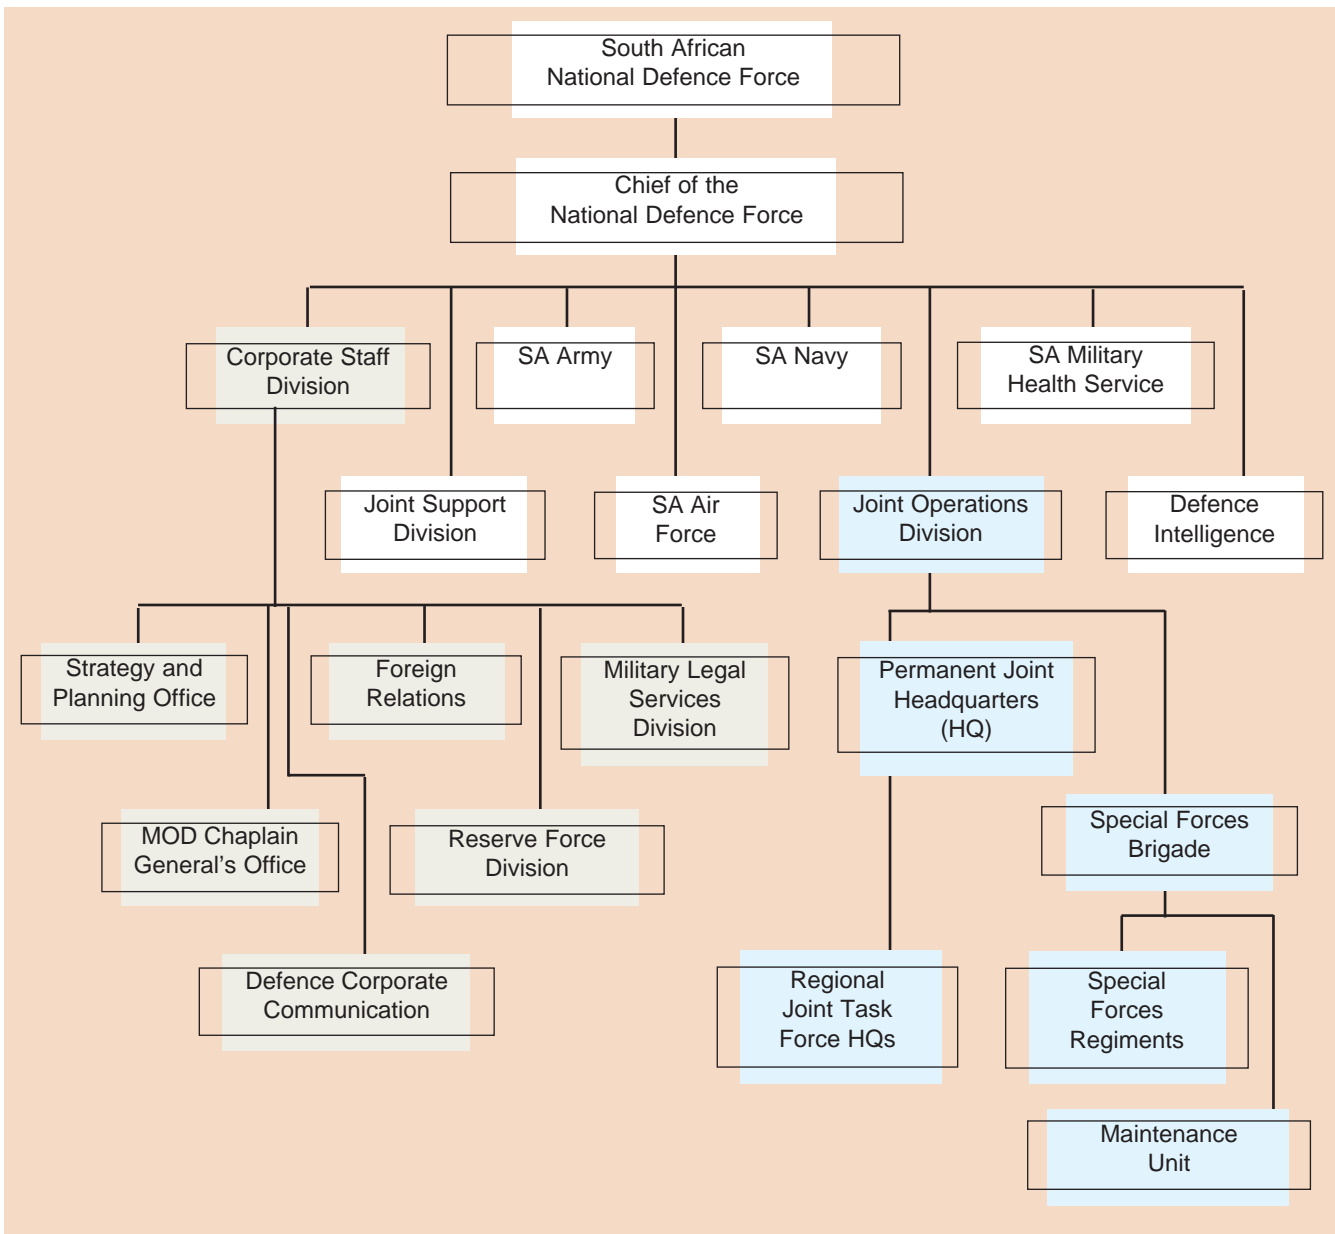 South African
National Defence Force
Chief of the
National Defence Force
Corporate Staff
Division
SA Army
SA Navy
SA Military
Health Service
Joint Support
Division
SA Air
Force
Joint Operations
Division
Defence
Intelligence
Strategy and
Planning Office
Foreign
Relations
Military Legal
Services
Division
Permanent Joint
Headquarters
(HQ)
MOD Chaplain
General’s Office
Reserve Force
Division
Special Forces
Brigade
Defence Corporate
Communication
Regional
Joint Task
Force HQs
Special
Forces
Regiments
Maintenance
Unit